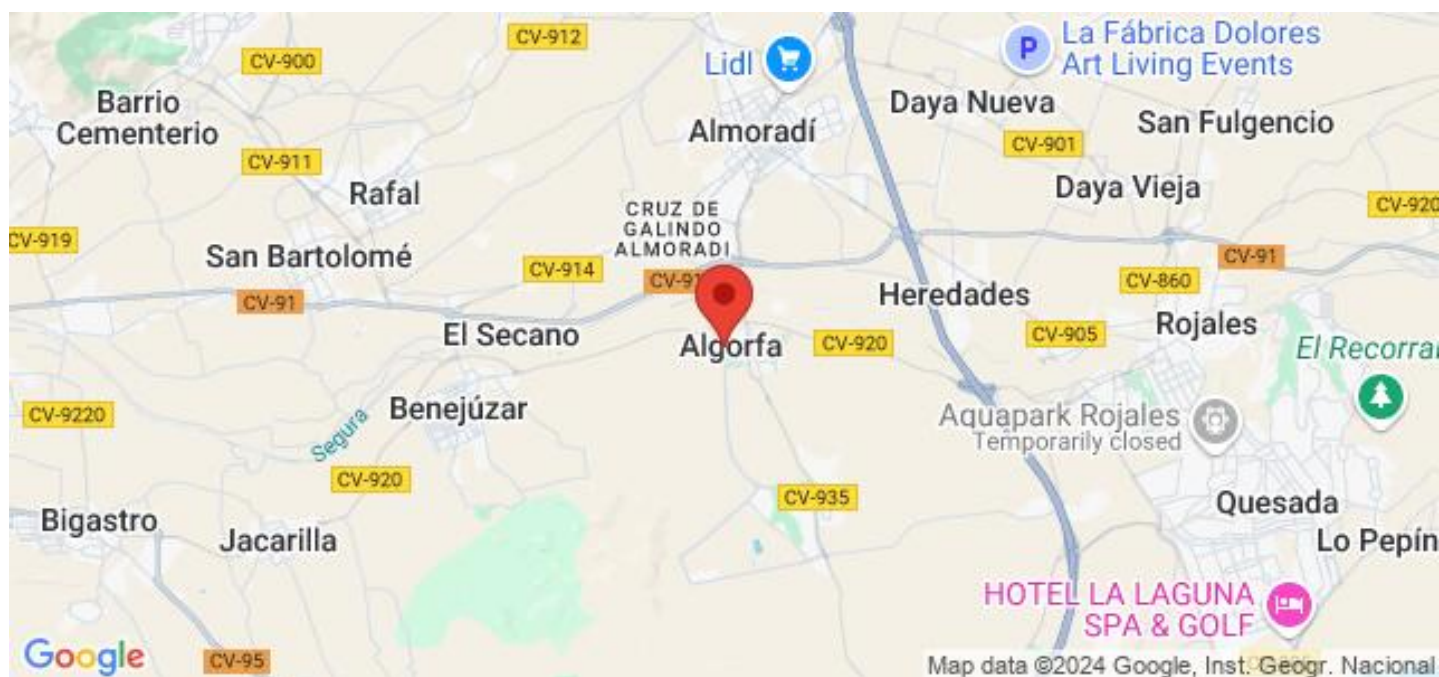 CV-912
La Fábrica Dolores
Art Living Events
P
Lidl
CV-900
Barrio
Cementerio
Daya Nueva
San Fulgencio
Almoradí
CV-901
CV-911
Rafal
Daya Vieja
CV-920
CRUZ DE
GALINDO
ALMORADI
CV-919
San Bartolomé
CV-914
CV-91
CV-91
CV-860
Heredades
CV-91
El Secano
Algorfa
CV-920
CV-905
Rojales
El Recorral
CV-9220
Benejúzar
Segura
Aquapark Rojales
Temporarily closed
CV-920
CV-935
Quesada
Bigastro
Jacarilla
Lo Pepín
HOTEL LA LAGUNA
SPA & GOLF
Google
CV-95
Map data ©2024 Google, Inst. Geogr. Nacional